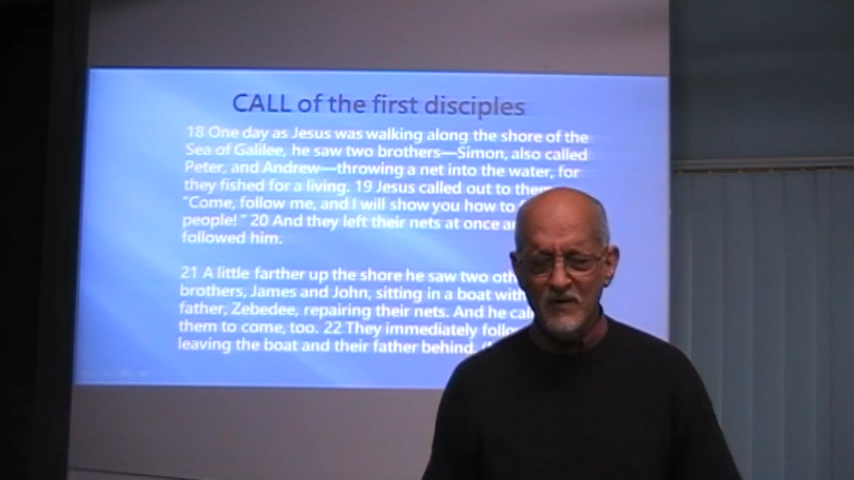 CALL of the first disciples
18 One day as Jesus was walking along the shore of the
Sea of Galilee, he saw two brothers—Simon, also called
Peter, and Andrew—throwing a net into the water, for
they fished for a living. 19 Jesus called out to them
"Come, follow me, and I will show you how to
people!" 20 And they left their nets at once
followed him.
21 A little farther up the shore he saw two
brothers, James and John, sitting in a boat with
father, Zebedee, repairing their nets. And he
them to come, too. 22 They immediately
leaving the boat and their father behind.